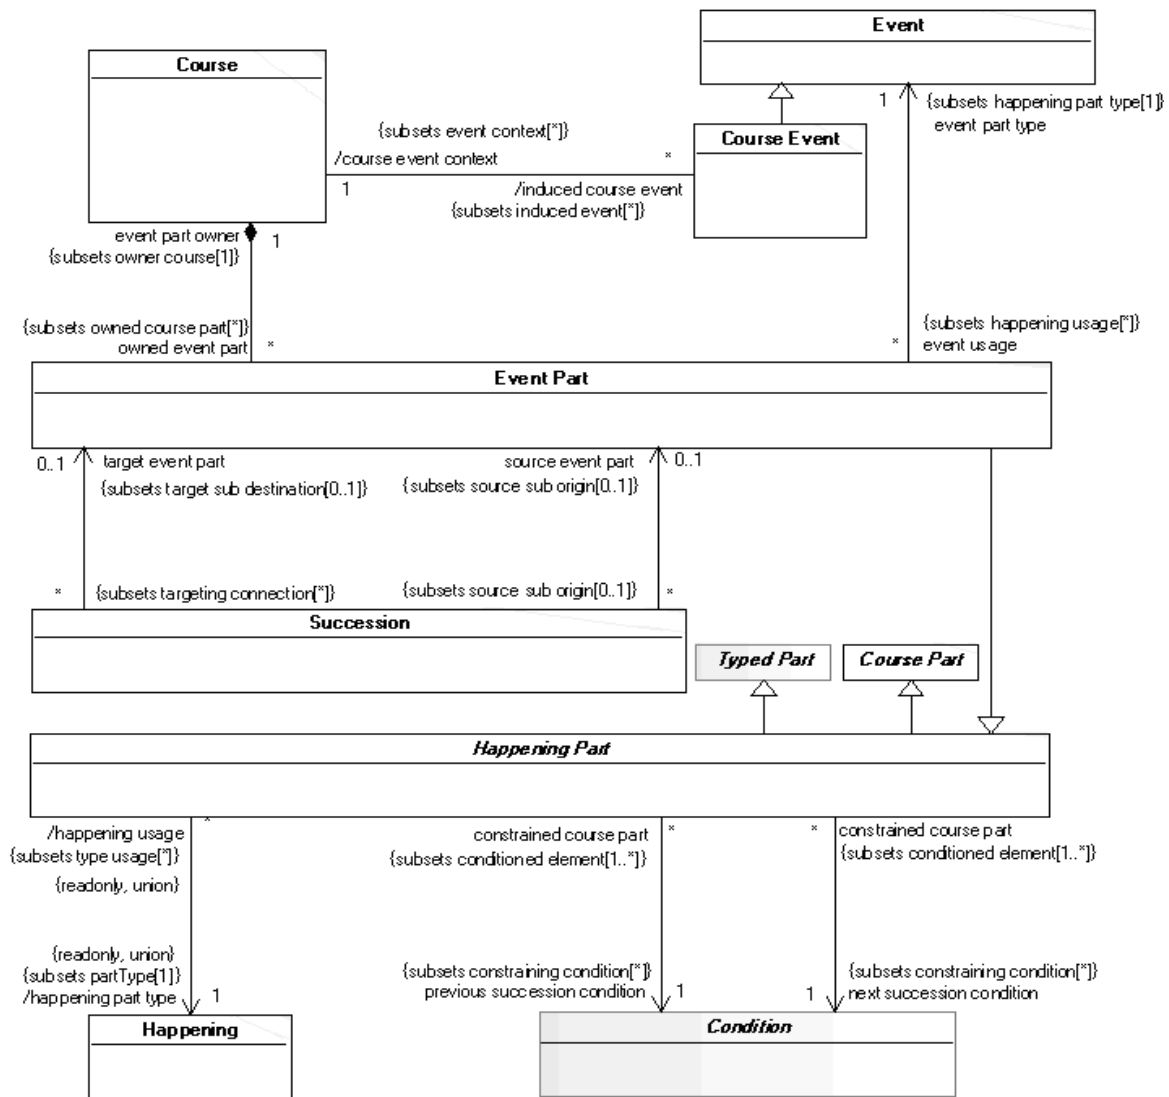 Event
Course
1
{subsets happening part type[1]}
event part type
{subsets event context[*]}
Course Event
/course event context
*
1
/induced course event
{subsets induced event[*]}
event part owner
1
{subsets owner course[1]}
{subsets owned course part[*]}
owned event part
*
{subsets happening usage[*]}
*
event usage
Event Part
0..1
target event part
source event part
0..1
{subsets target sub destination[0..1]}
{subsets source sub origin[0..1]}
*
{subsets targeting connection[*]}
{subsets source sub origin[0..1]}
*
Succession
Typed Part
Course Part
Happening Part
/happening usage
*
{subsets type usage[*]}
{readonly, union}
constrained course part
*
{subsets conditioned element[1..*]}
*
constrained course part
{subsets conditioned element[1..*]}
{readonly, union}
{subsets partType[1]}
/happening part type
1
{subsets constraining condition[*]}
previous succession condition
1
{subsets constraining condition[*]}
1
next succession condition
Happening
Condition